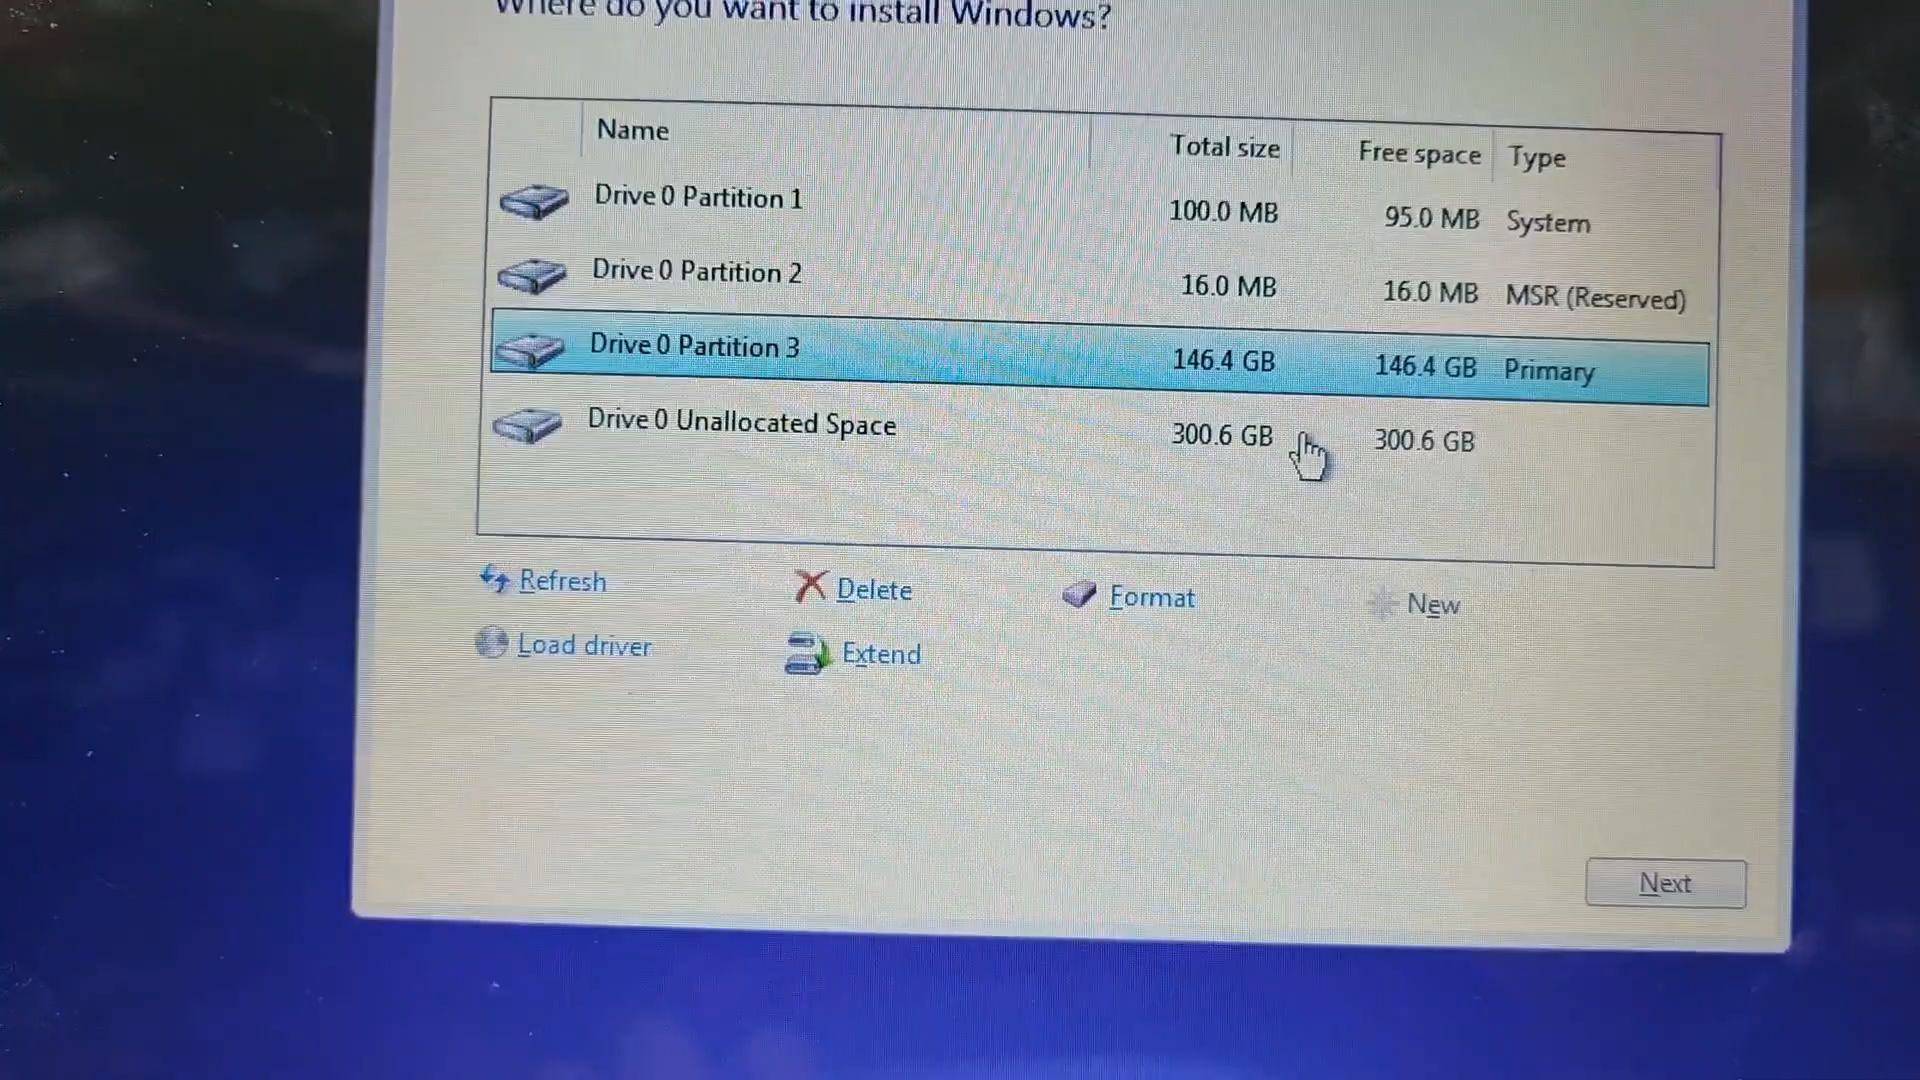 Where do you want to install Windows?
Name Total size Free space Type
Drive 0 Partition 1 100.0 MB 95.0 MB System
Drive 0 Partition 2 16.0 MB 16.0 MB MSR (Reserved)
Drive 0 Partition 3 146.4 GB 146.4 GB Primary
Drive 0 Unallocated Space 300.6 GB 300.6 GB
Refresh Delete Format New
Load driver Extend
Next